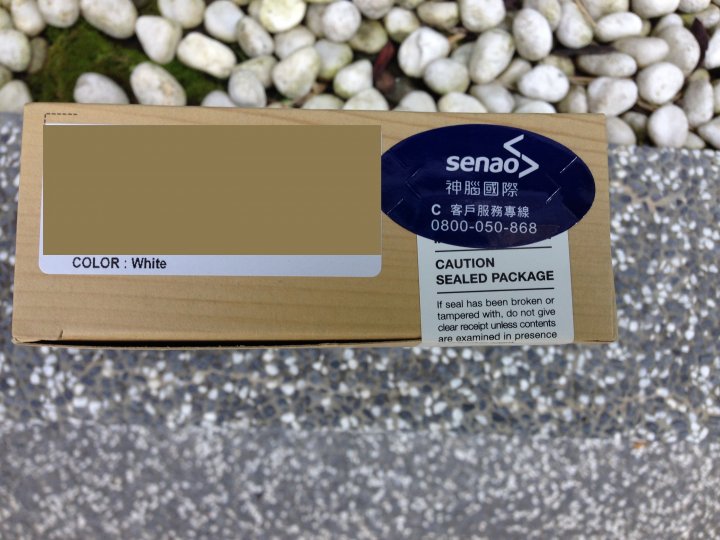 COLOR : White
senao
神腦國際
C 客戶服務專線
0800-050-868
CAUTION
SEALED PACKAGE
If seal has been broken or
tampered with, do not give
clear receipt unless contents
are examined in presence